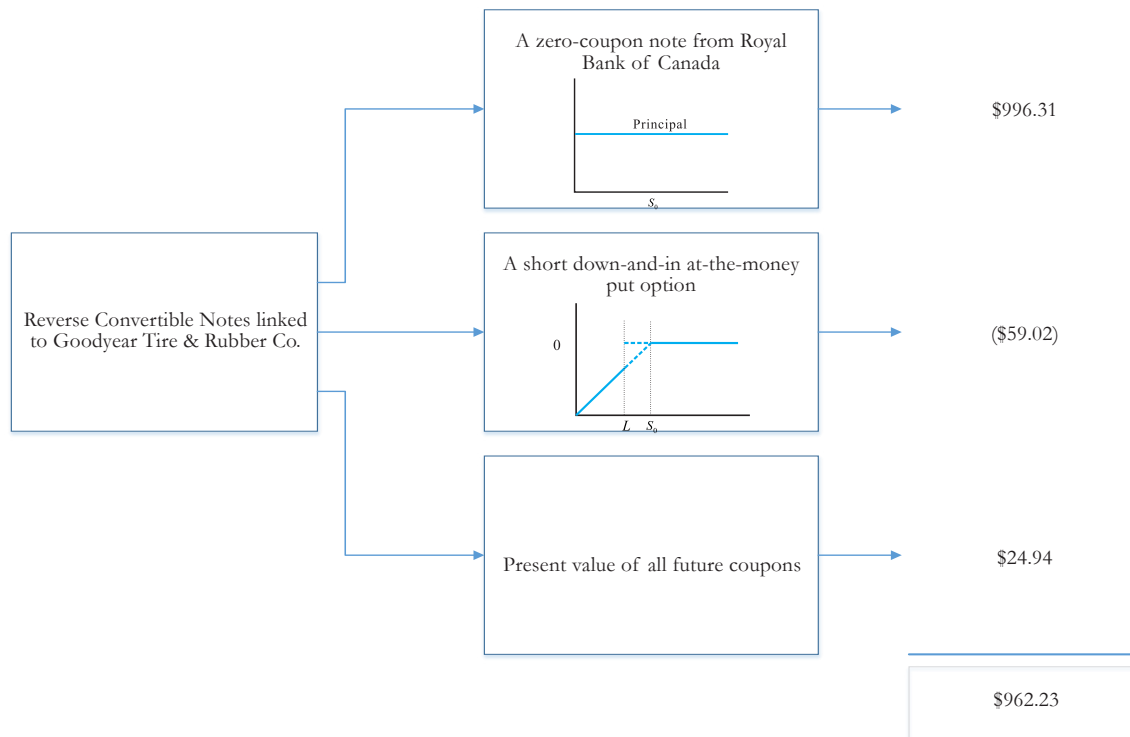 A zero-coupon note from Royal
Bank of Canada
Principal
S₀
$996.31
Reverse Convertible Notes linked
to Goodyear Tire & Rubber Co.
A short down-and-in at-the-money
put option
0
L S₀
($59.02)
Present value of all future coupons
$24.94
$962.23